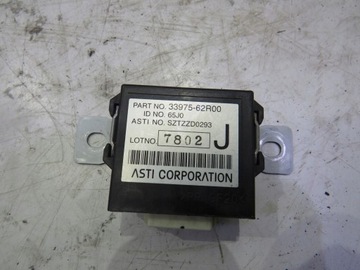 PART NO. 33975-62R00
ID NO. 65J0
ASTI NO. SZTZZD0293
LOTNO 7802 J
ASTI CORPORATION